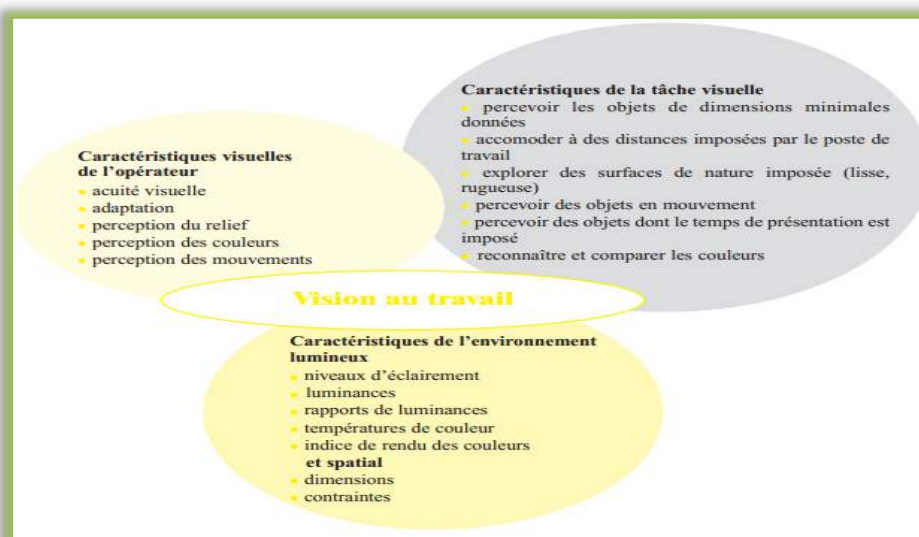 Caractéristiques visuelles
de l'opérateur
• acuité visuelle
• adaptation
• perception du relief
• perception des couleurs
• perception des mouvements
Caractéristiques de la tâche visuelle
• percevoir les objets de dimensions minimales
données
• accomoder à des distances imposées par le poste de
travail
• explorer des surfaces de nature imposée (lisse,
rugueuse)
• percevoir des objets en mouvement
• percevoir des objets dont le temps de présentation est
imposé
• reconnaître et comparer les couleurs
Vision au travail
Caractéristiques de l'environnement
lumineux
• niveaux d'éclairement
• luminances
• rapports de luminances
• températures de couleur
• indice de rendu des couleurs
et spatial
• dimensions
• contraintes